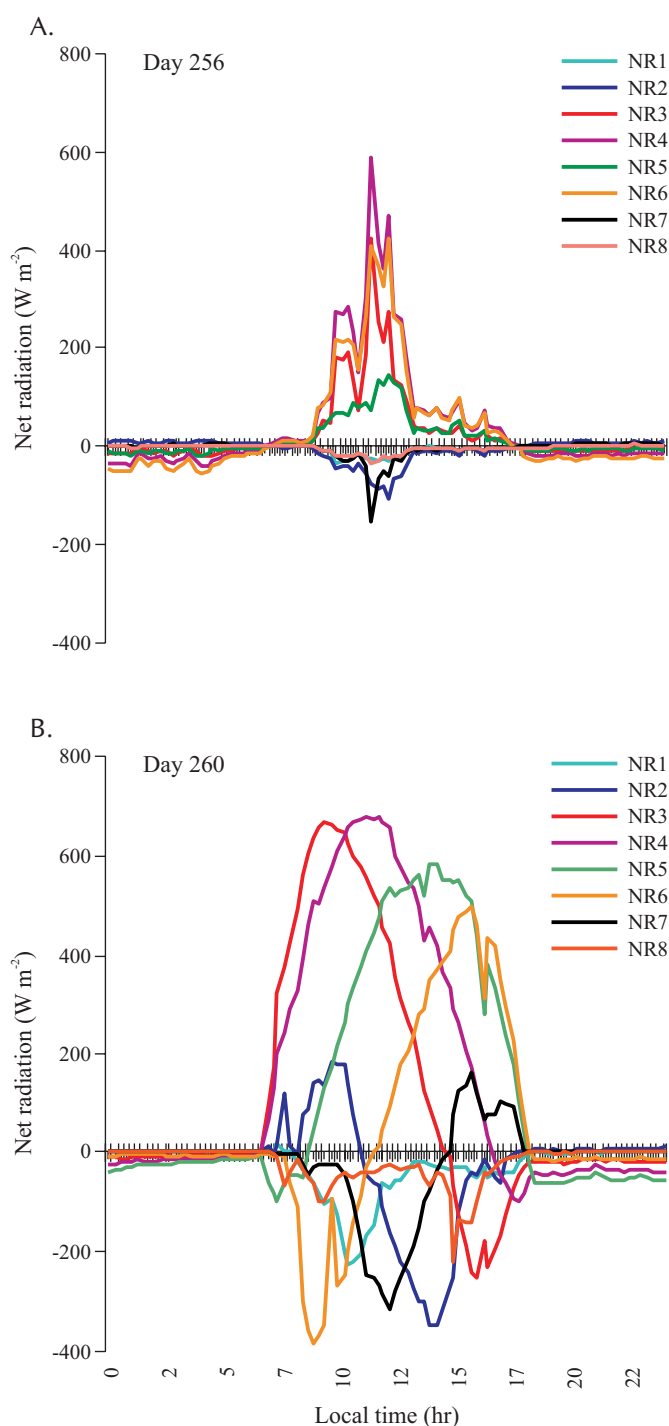 A.
Day 256
800
600
400
200
0
-200
-400
Net radiation (W m⁻²)
NR1
NR2
NR3
NR4
NR5
NR6
NR7
NR8
B.
Day 260
800
600
400
200
0
-200
-400
Net radiation (W m⁻²)
NR1
NR2
NR3
NR4
NR5
NR6
NR7
NR8
0 2 5 7 10 12 15 17 20 22
Local time (hr)